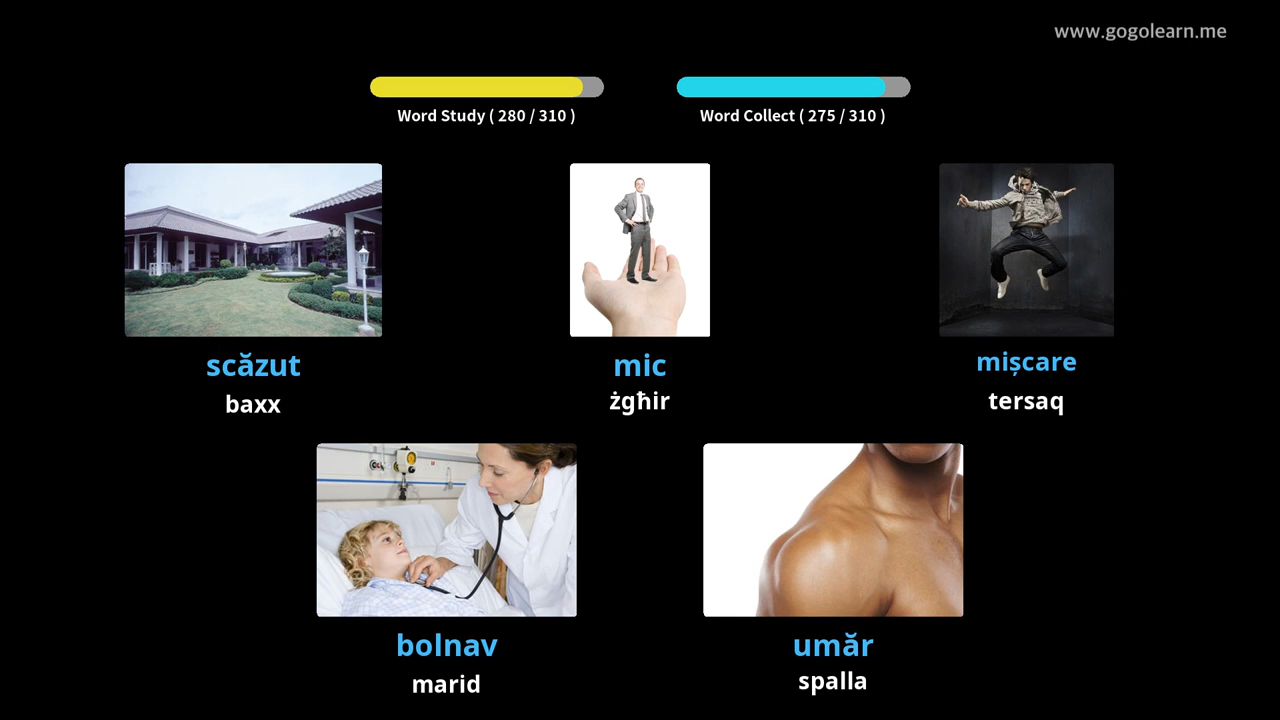 www.gogolearn.me
Word Study ( 280 / 310 )
Word Collect ( 275 / 310 )
scăzut
baxx
mic
żgħir
mișcare
tersaq
bolnav
marid
umăr
spalla